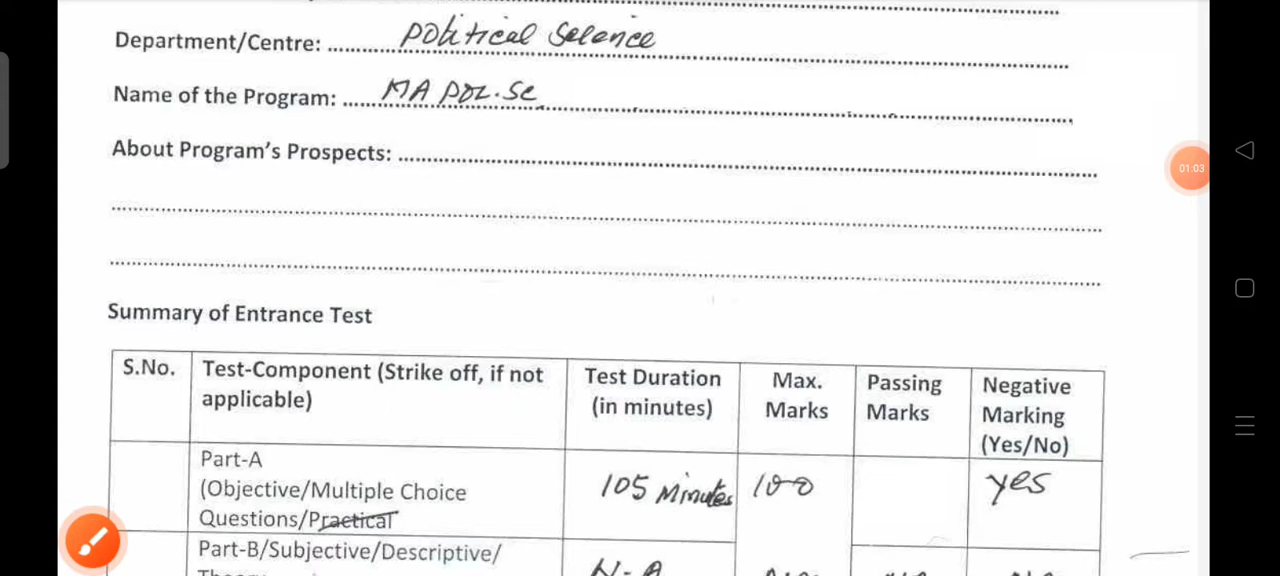 Department/Centre: Political Science
Name of the Program: MA POL.Sc
About Program's Prospects:
01:03
Summary of Entrance Test
S.No. Test-Component (Strike off, if not applicable) Test Duration (in minutes) Max. Marks Passing Marks Negative Marking (Yes/No)
Part-A
(Objective/Multiple Choice 105 Minutes 100 yes
Questions/Practical
Part-B/Subjective/Descriptive/
N-A